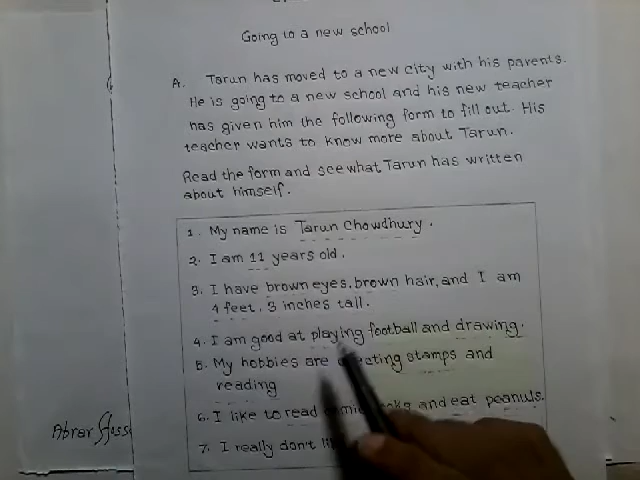 Going to a new school
A. Tarun has moved to a new city with his parents.
He is going to a new school and his new teacher
has given him the following form to fill out. His
teacher wants to know more about Tarun.
Read the form and see what Tarun has written
about himself.
1. My name is Tarun Chowdhury.
2. I am 11 years old.
3. I have brown eyes, brown hair, and I am
4 feet, 3 inches tall.
4. I am good at playing football and drawing.
5. My hobbies are stamps and
reading
6. I like to read and eat peanuts.
7. I really don't
Abrar